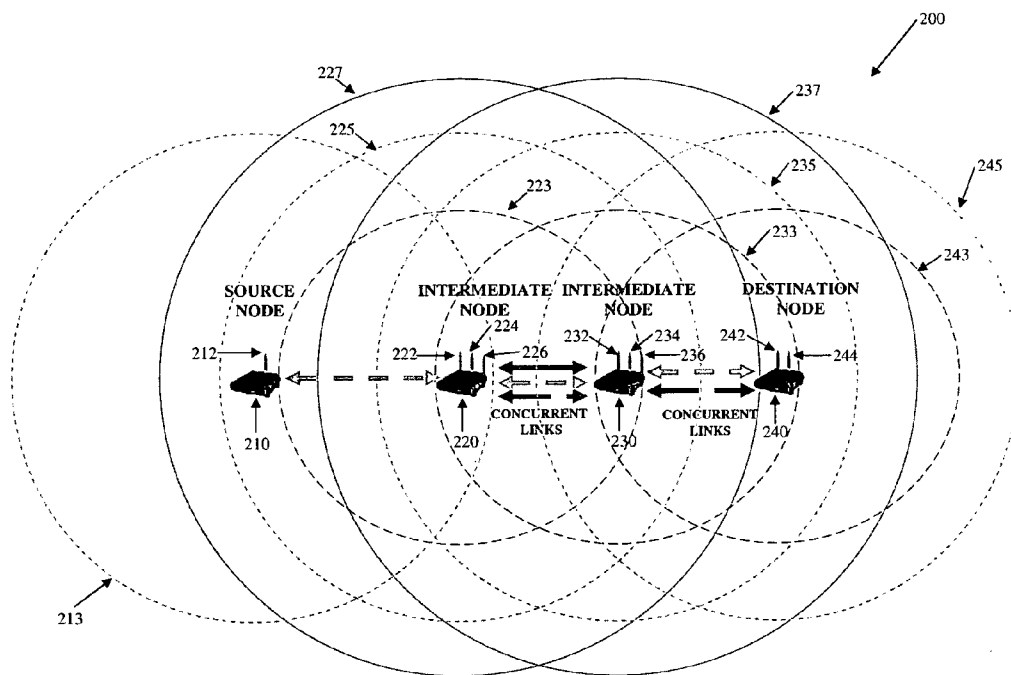 200
227
237
225
235
245
223
233
243
SOURCE
NODE
INTERMEDIATE
NODE
INTERMEDIATE
NODE
DESTINATION
NODE
224
212
222
226
232
234
236
242
244
CONCURRENT
LINKS
CONCURRENT
LINKS
210
220
230
240
213